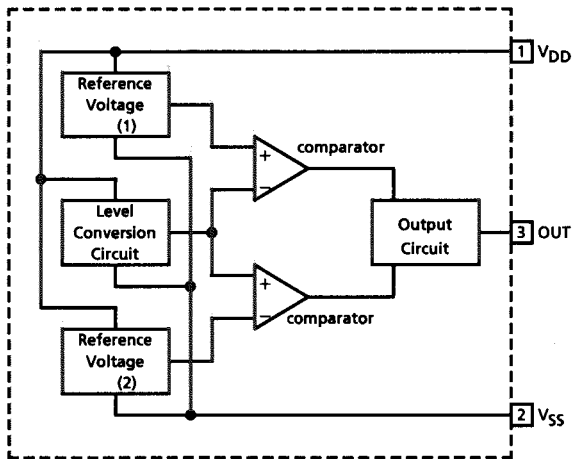 1 VDD
Reference
Voltage
(1)
comparator
+
−
Level
Conversion
Circuit
Output
Circuit
3 OUT
+
−
comparator
Reference
Voltage
(2)
2 VSS